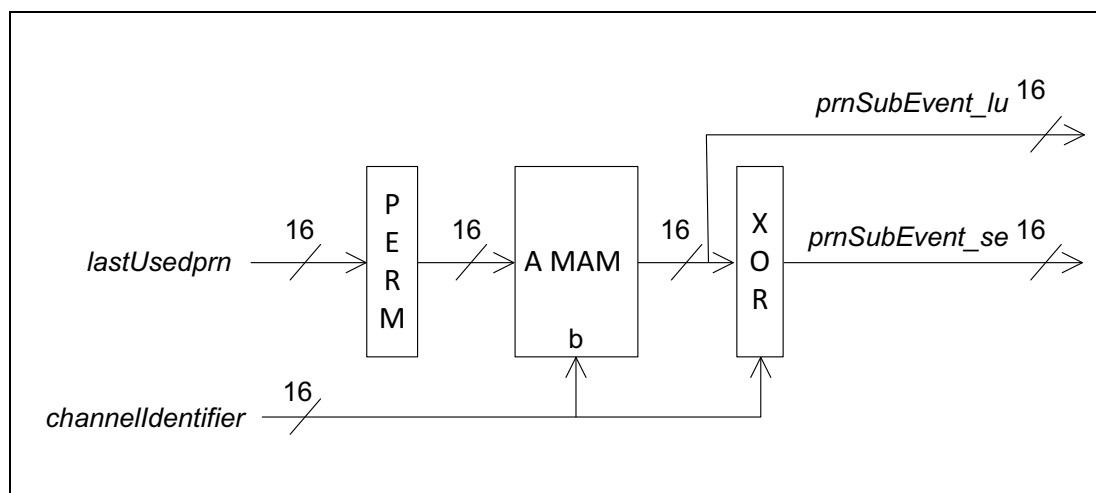 16
prnSubEvent_lu
P
E
R
M
X
O
R
16
16
16
prnSubEvent_se
16
lastUsedprn
A MAM
b
16
channelIdentifier